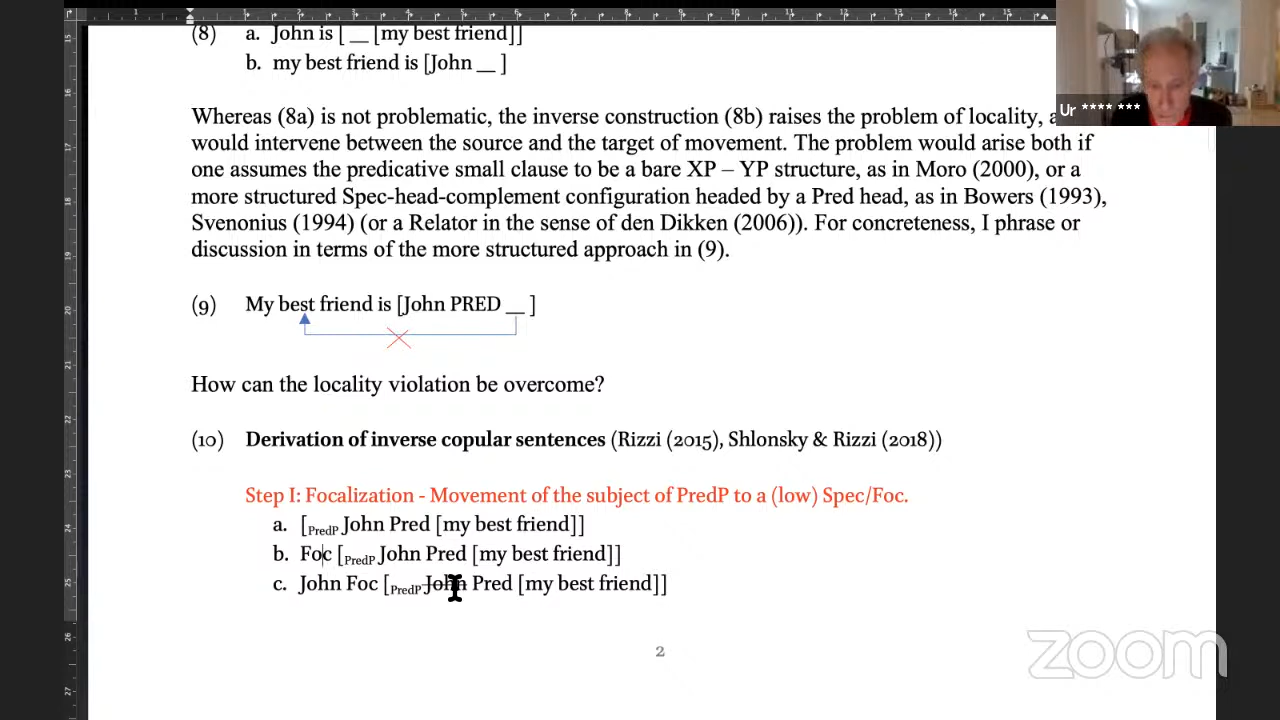 (8) a. John is [ __ [my best friend]]
b. my best friend is [John __ ]
Ur **** ***
Whereas (8a) is not problematic, the inverse construction (8b) raises the problem of locality, a
would intervene between the source and the target of movement. The problem would arise both if
one assumes the predicative small clause to be a bare XP – YP structure, as in Moro (2000), or a
more structured Spec-head-complement configuration headed by a Pred head, as in Bowers (1993),
Svenonius (1994) (or a Relator in the sense of den Dikken (2006)). For concreteness, I phrase or
discussion in terms of the more structured approach in (9).
(9) My best friend is [John PRED __ ]
How can the locality violation be overcome?
(10) Derivation of inverse copular sentences (Rizzi (2015), Shlonsky & Rizzi (2018))
Step I: Focalization - Movement of the subject of PredP to a (low) Spec/Foc.
a. [PredP John Pred [my best friend]]
b. Foc [PredP John Pred [my best friend]]
c. John Foc [PredP John Pred [my best friend]]
2
zoom